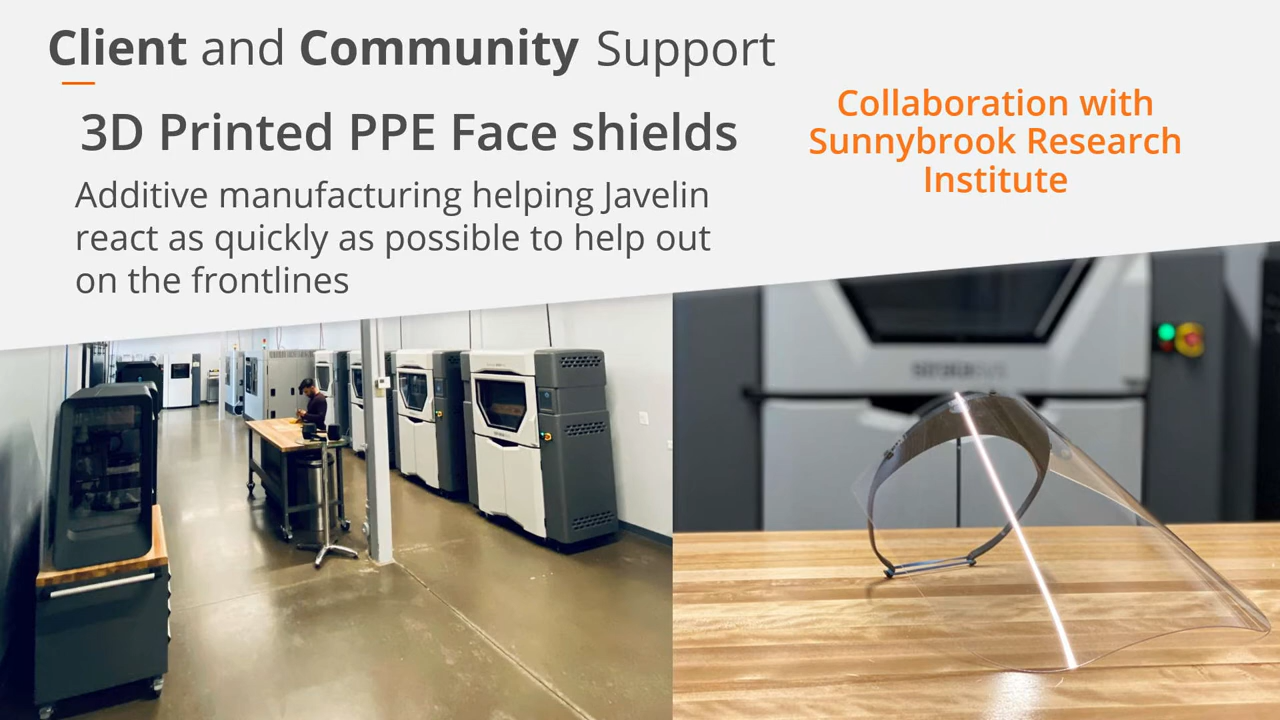 Client and Community Support
3D Printed PPE Face shields
Additive manufacturing helping Javelin
react as quickly as possible to help out
on the frontlines
Collaboration with
Sunnybrook Research
Institute